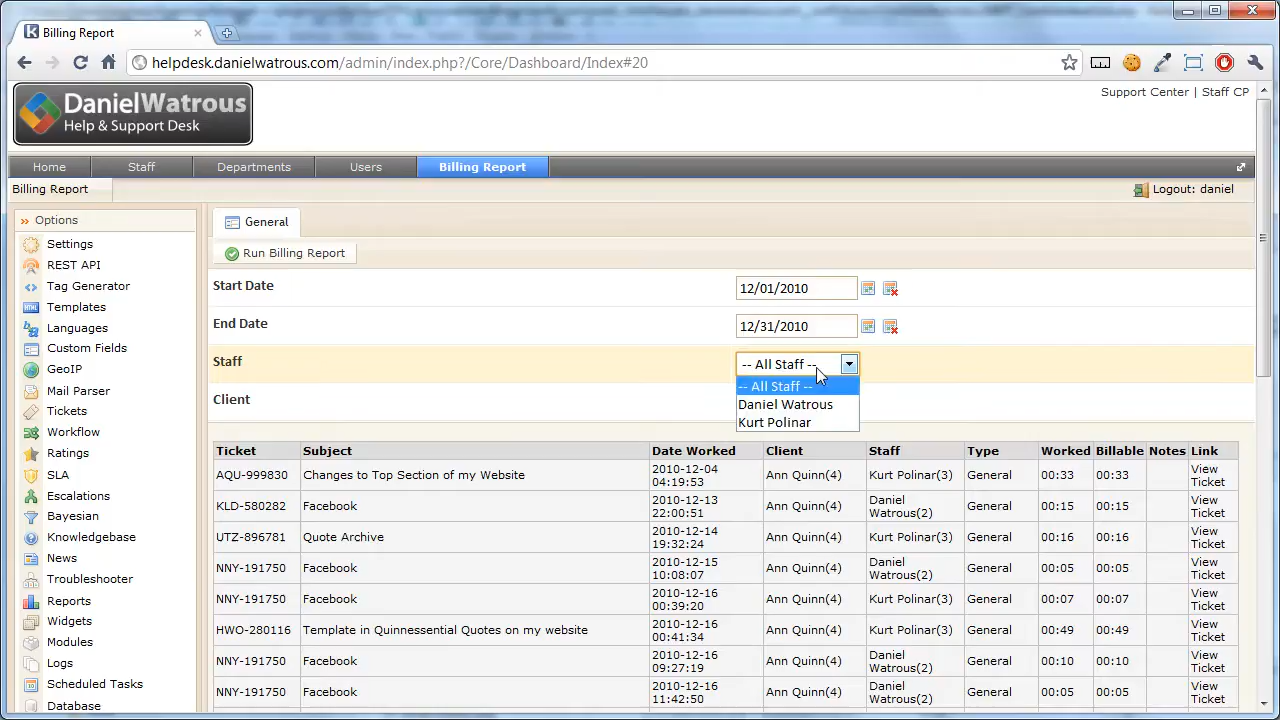 Billing Report
helpdesk.danielwatrous.com/admin/index.php?/Core/Dashboard/Index#20
Support Center | Staff CP
DanielWatrous
Help & Support Desk
Home Staff Departments Users Billing Report
Billing Report
Logout: daniel
Options
Settings
REST API
Tag Generator
Templates
Languages
Custom Fields
GeoIP
Mail Parser
Tickets
Workflow
Ratings
SLA
Escalations
Bayesian
Knowledgebase
News
Troubleshooter
Reports
Widgets
Modules
Logs
Scheduled Tasks
Database
General
Run Billing Report
Start Date 12/01/2010
End Date 12/31/2010
Staff -- All Staff --
-- All Staff --
Daniel Watrous
Kurt Polinar
Client
Ticket Subject Date Worked Client Staff Type Worked Billable Notes Link
AQU-999830 Changes to Top Section of my Website 2010-12-04 04:19:53 Ann Quinn(4) Kurt Polinar(3) General 00:33 00:33 View Ticket
KLD-580282 Facebook 2010-12-13 22:00:51 Ann Quinn(4) Daniel Watrous(2) General 00:15 00:15 View Ticket
UTZ-896781 Quote Archive 2010-12-14 19:32:24 Ann Quinn(4) Kurt Polinar(3) General 00:16 00:16 View Ticket
NNY-191750 Facebook 2010-12-15 10:08:07 Ann Quinn(4) Daniel Watrous(2) General 00:05 00:05 View Ticket
NNY-191750 Facebook 2010-12-16 00:39:20 Ann Quinn(4) Kurt Polinar(3) General 00:07 00:07 View Ticket
HWO-280116 Template in Quinnessential Quotes on my website 2010-12-16 00:41:34 Ann Quinn(4) Kurt Polinar(3) General 00:49 00:49 View Ticket
NNY-191750 Facebook 2010-12-16 09:27:19 Ann Quinn(4) Daniel Watrous(2) General 00:10 00:10 View Ticket
NNY-191750 Facebook 2010-12-16 11:42:50 Ann Quinn(4) Daniel Watrous(2) General 00:05 00:05 View Ticket